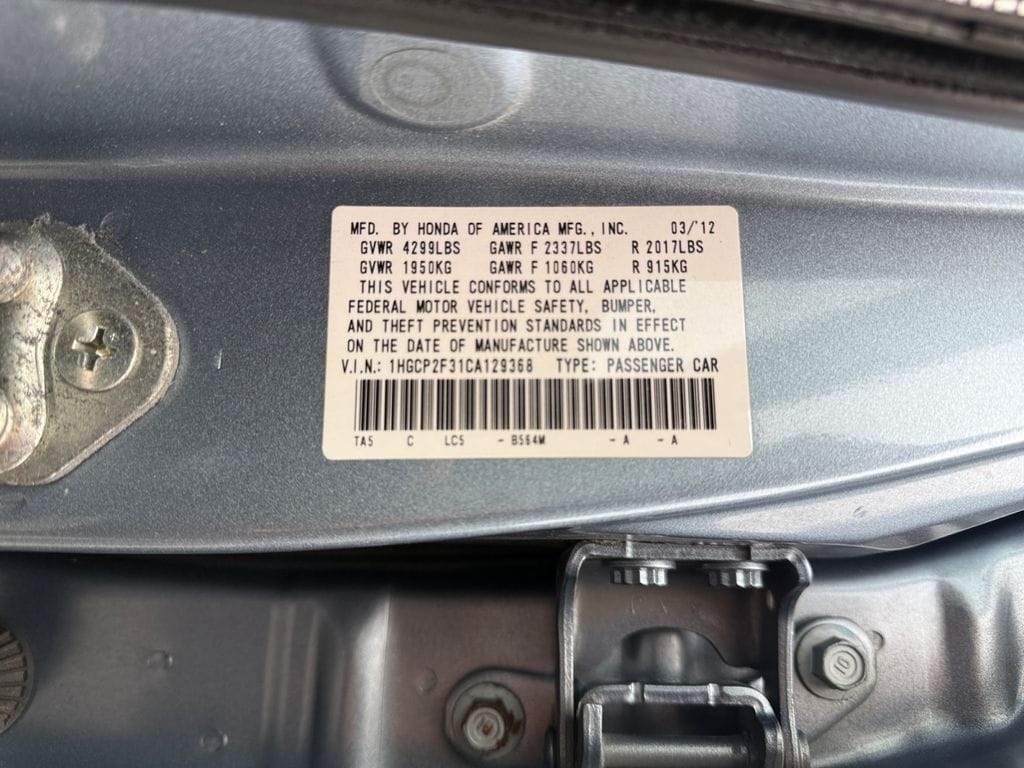 MFD. BY HONDA OF AMERICA MFG., INC. 03/'12
GVWR 4299LBS GAWR F 2337LBS R 2017LBS
GVWR 1950KG GAWR F 1060KG R 915KG
THIS VEHICLE CONFORMS TO ALL APPLICABLE
FEDERAL MOTOR VEHICLE SAFETY, BUMPER,
AND THEFT PREVENTION STANDARDS IN EFFECT
ON THE DATE OF MANUFACTURE SHOWN ABOVE.
V.I.N.: 1HGCP2F31CA129368 TYPE: PASSENGER CAR
TA5 C LC5 - B564M - A - A
10